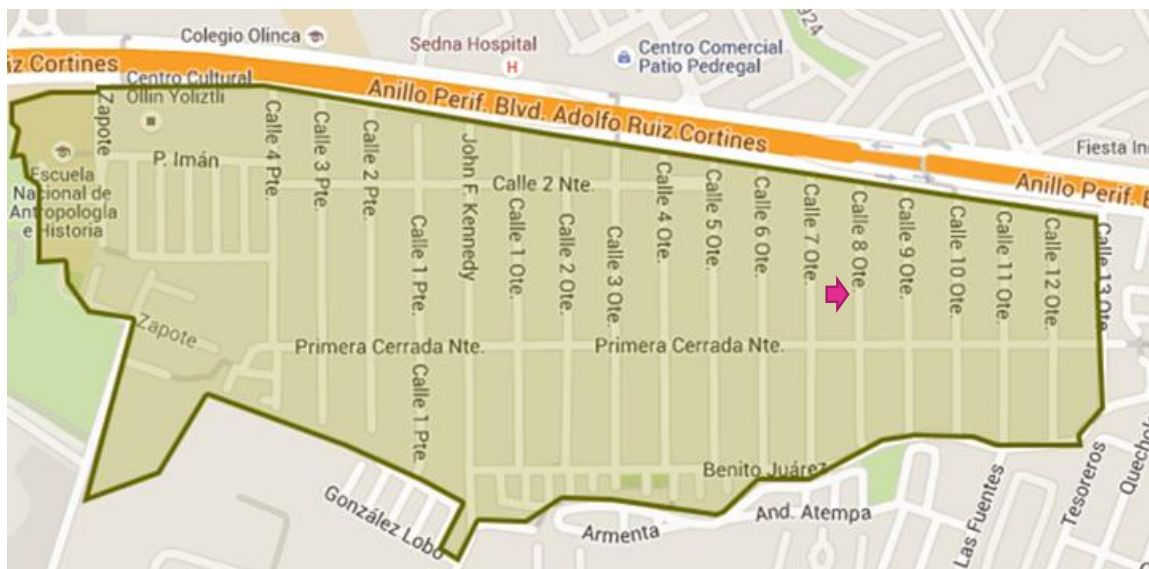 Colegio Olinca
Sedna Hospital
H
Centro Comercial
Patio Pedregal
924
iz Cortines
Centro Cultural
Ollin Yoliztli
Anillo Perif. Blvd. Adolfo Ruiz Cortines
Fiesta Inn
Anillo Perif. B
Zapote
Calle 4 Pte.
Calle 3 Pte.
Calle 2 Pte.
John F. Kennedy
P. Imán
Escuela
Nacional de
Antropología
e Historia
Calle 2 Nte.
Calle 1 Pte.
Calle 1 Ote.
Calle 2 Ote.
Calle 3 Ote.
Calle 4 Ote.
Calle 5 Ote.
Calle 6 Ote.
Calle 7 Ote.
Calle 8 Ote.
Calle 9 Ote.
Calle 10 Ote.
Calle 11 Ote.
Calle 12 Ote.
Calle 13 Ote.
Zapote
Primera Cerrada Nte.
Primera Cerrada Nte.
Calle 1 Pte.
Benito Juárez
González Lobo
Armenta
And. Atempa
Las Fuentes
Tesoreros
Quechol